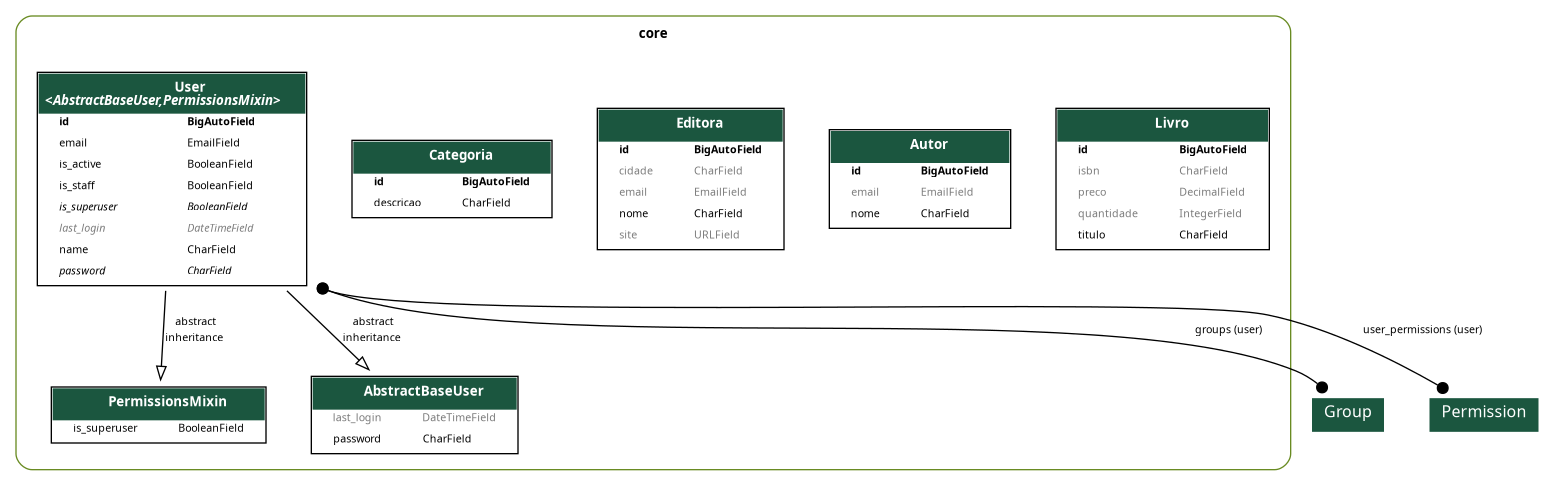 core
User
<AbstractBaseUser,PermissionsMixin>
id BigAutoField
email EmailField
is_active BooleanField
is_staff BooleanField
is_superuser BooleanField
last_login DateTimeField
name CharField
password CharField
Categoria
id BigAutoField
descricao CharField
Editora
id BigAutoField
cidade CharField
email EmailField
nome CharField
site URLField
Autor
id BigAutoField
email EmailField
nome CharField
Livro
id BigAutoField
isbn CharField
preco DecimalField
quantidade IntegerField
titulo CharField
abstract
inheritance
abstract
inheritance
groups (user)
user_permissions (user)
PermissionsMixin
is_superuser BooleanField
AbstractBaseUser
last_login DateTimeField
password CharField
Group
Permission